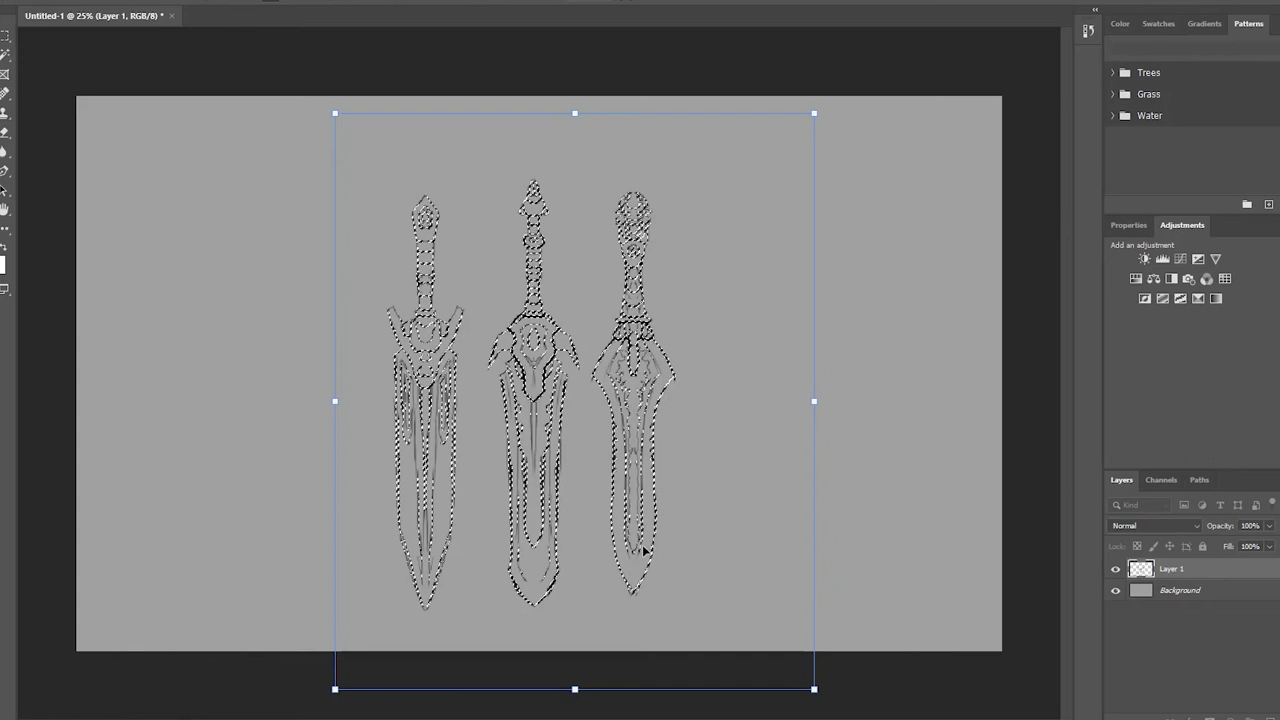 Untitled-1 @ 25% (Layer 1, RGB/8) *
Color
Swatches
Gradients
Patterns
Trees
Grass
Water
Properties
Adjustments
Add an adjustment
Layers
Channels
Paths
Kind
Normal
Opacity: 100%
Lock:
Fill: 100%
Layer 1
Background